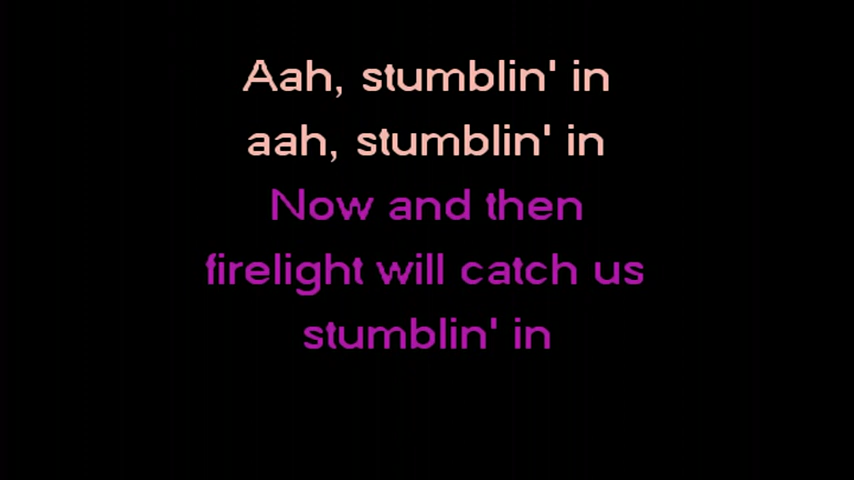 Aah, stumblin' in
aah, stumblin' in
Now and then
firelight will catch us
stumblin' in